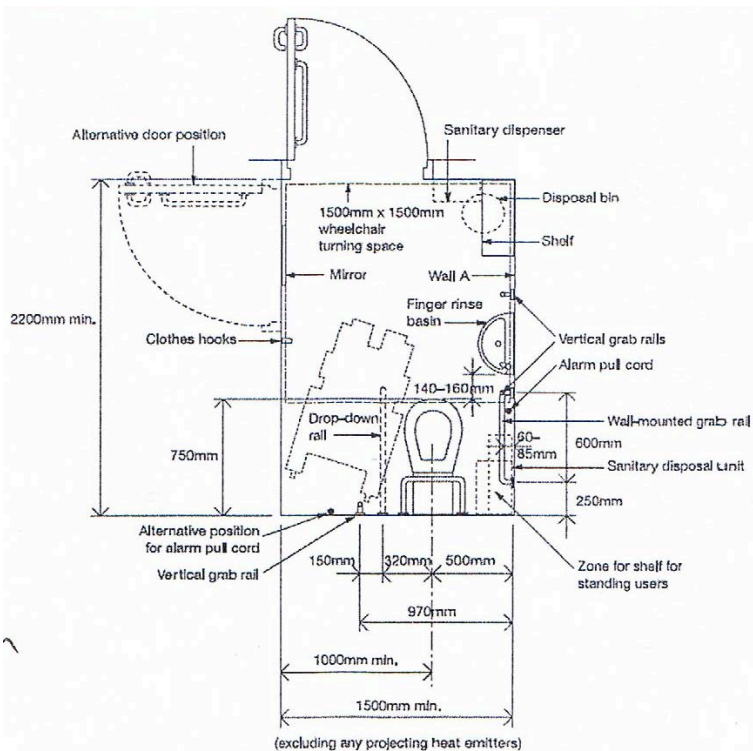 Alternative door position
Sanitary dispenser
1500mm x 1500mm
wheelchair
turning space
Disposal bin
Shelf
Mirror
Wall A
2200mm min.
Finger rinse
basin
Clothes hooks
Vertical grab rails
Alarm pull cord
140–160mm
Drop-down
rail
Wall-mounted grab rail
60–
85mm
600mm
750mm
Sanitary disposal unit
250mm
Alternative position
for alarm pull cord
Vertical grab rail
150mm
320mm
500mm
Zone for shelf for
standing users
970mm
1000mm min.
1500mm min.
(excluding any projecting heat emitters)